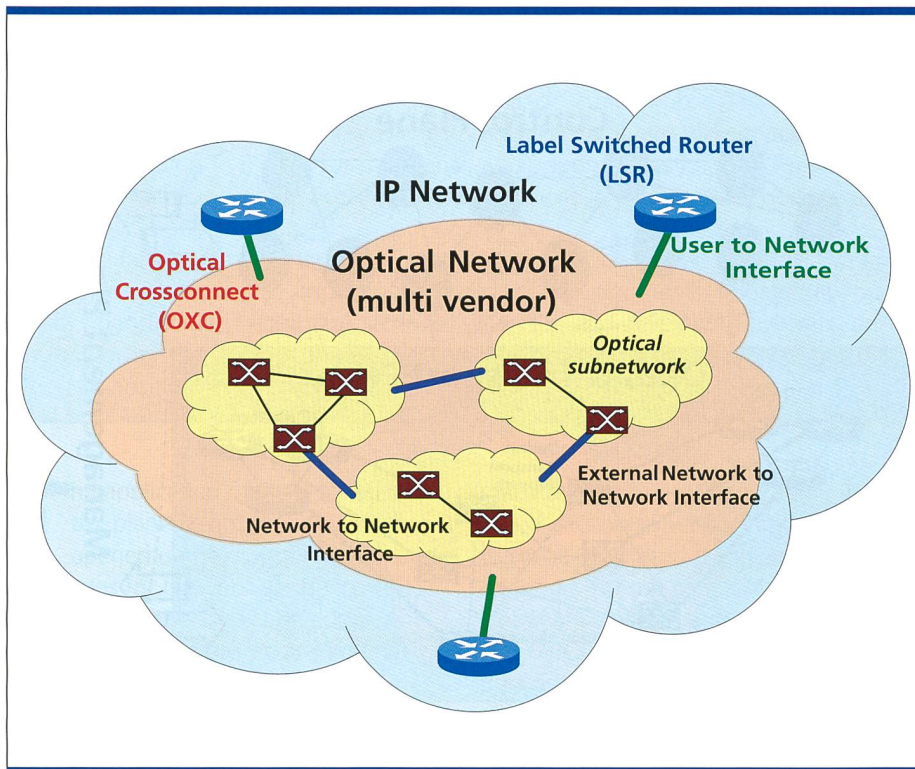 Label Switched Router
(LSR)
IP Network
User to Network
Interface
Optical
Crossconnect
(OXC)
Optical Network
(multi vendor)
Optical
subnetwork
External Network to
Network Interface
Network to Network
Interface